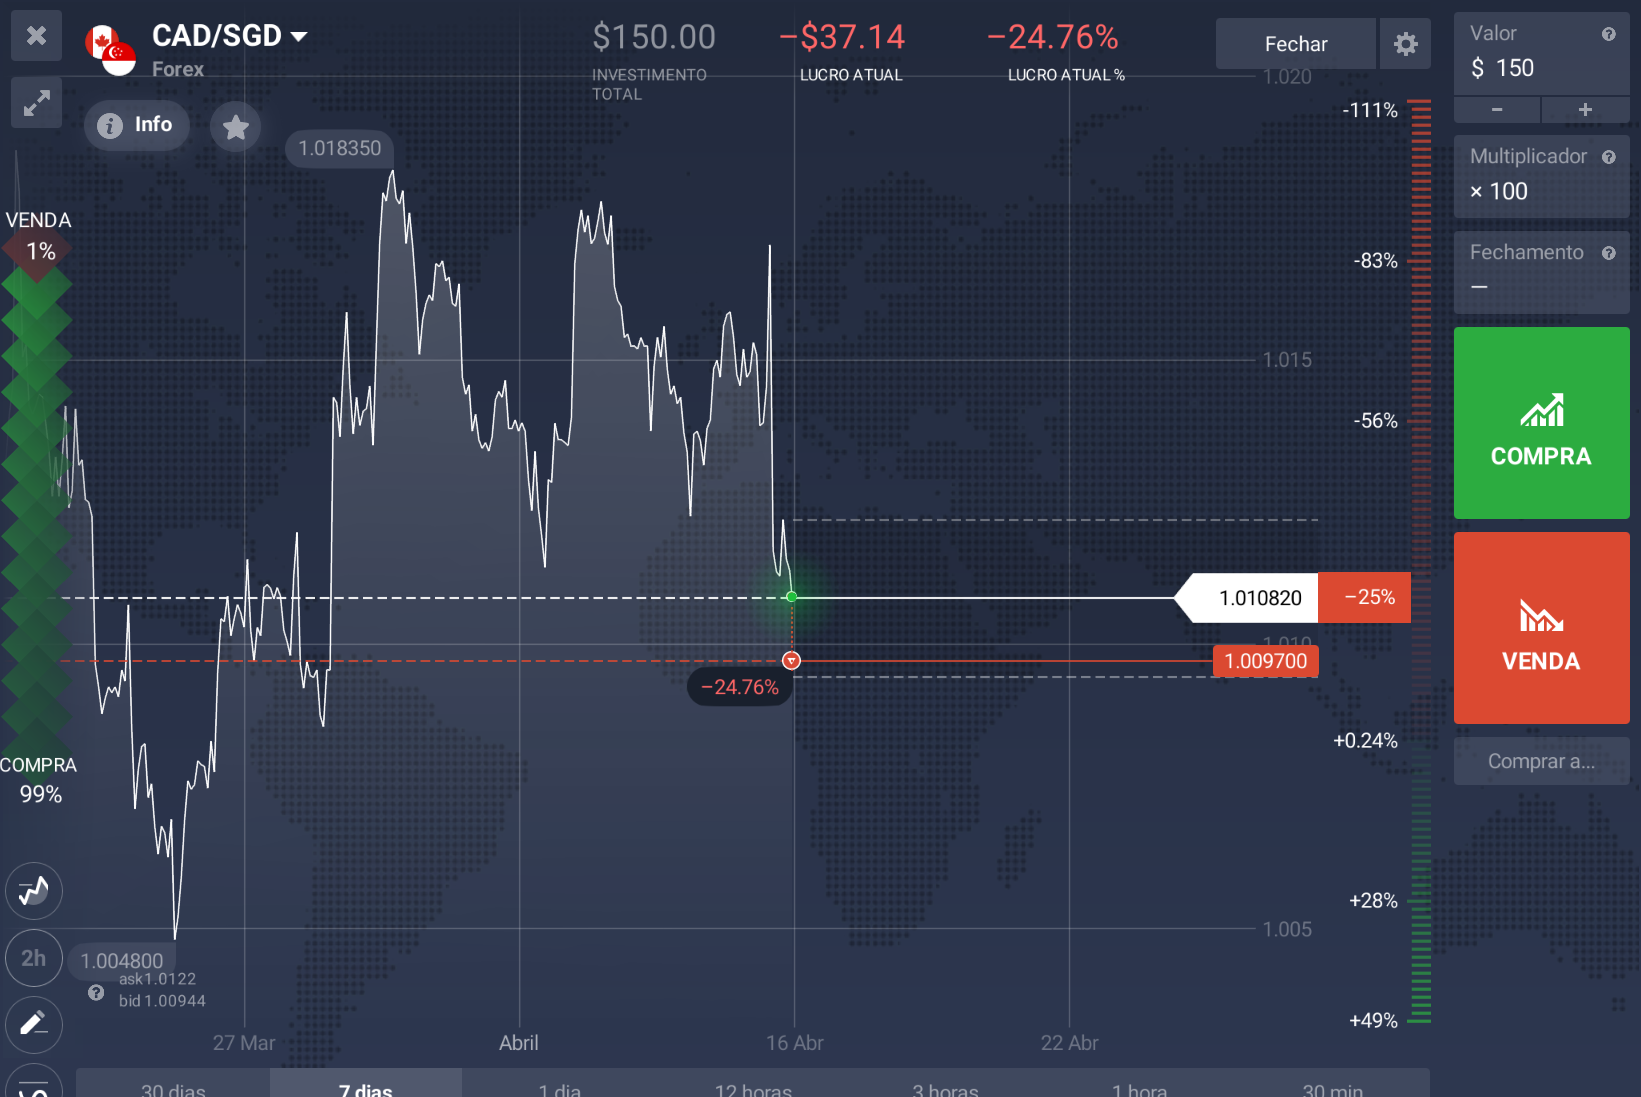 CAD/SGD
Forex
$150.00
INVESTIMENTO
TOTAL
−$37.14
LUCRO ATUAL
−24.76%
LUCRO ATUAL %
Fechar
Info
1.018350
VENDA
1%
COMPRA
99%
2h
1.004800
ask 1.0122
bid 1.00944
27 Mar
Abril
16 Abr
22 Abr
30 dias
7 dias
1 dia
12 horas
3 horas
1 hora
30 min
−24.76%
1.020
1.015
1.010820
−25%
1.010
1.009700
1.005
-111%
-83%
-56%
+0.24%
+28%
+49%
Valor
$ 150
− +
Multiplicador
× 100
Fechamento
—
COMPRA
VENDA
Comprar a...